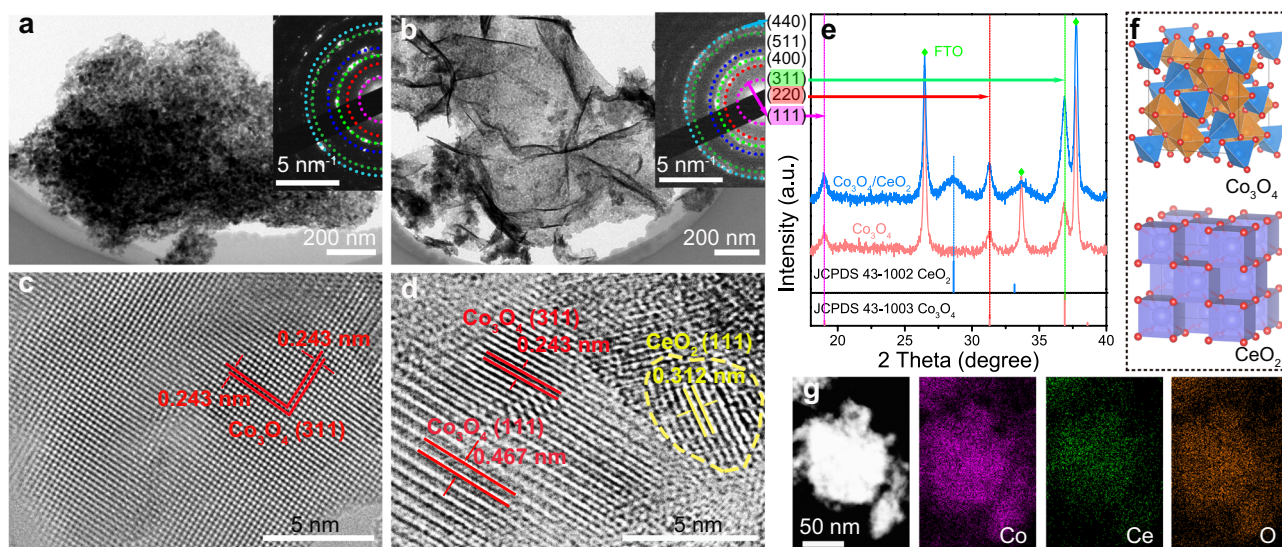 a
5 nm⁻¹
200 nm
b
5 nm⁻¹
200 nm
(440)
(511)
(400)
(311)
(220)
(111)
e
FTO
Co₃O₄/CeO₂
Co₃O₄
JCPDS 43-1002 CeO₂
JCPDS 43-1003 Co₃O₄
Intensity (a.u.)
20 25 30 35 40
2 Theta (degree)
f
Co₃O₄
CeO₂
c
0.243 nm
0.243 nm
Co₃O₄ (311)
5 nm
d
Co₃O₄ (311)
0.243 nm
CeO₂ (111)
0.312 nm
Co₃O₄ (111)
0.467 nm
5 nm
g
50 nm
Co
Ce
O